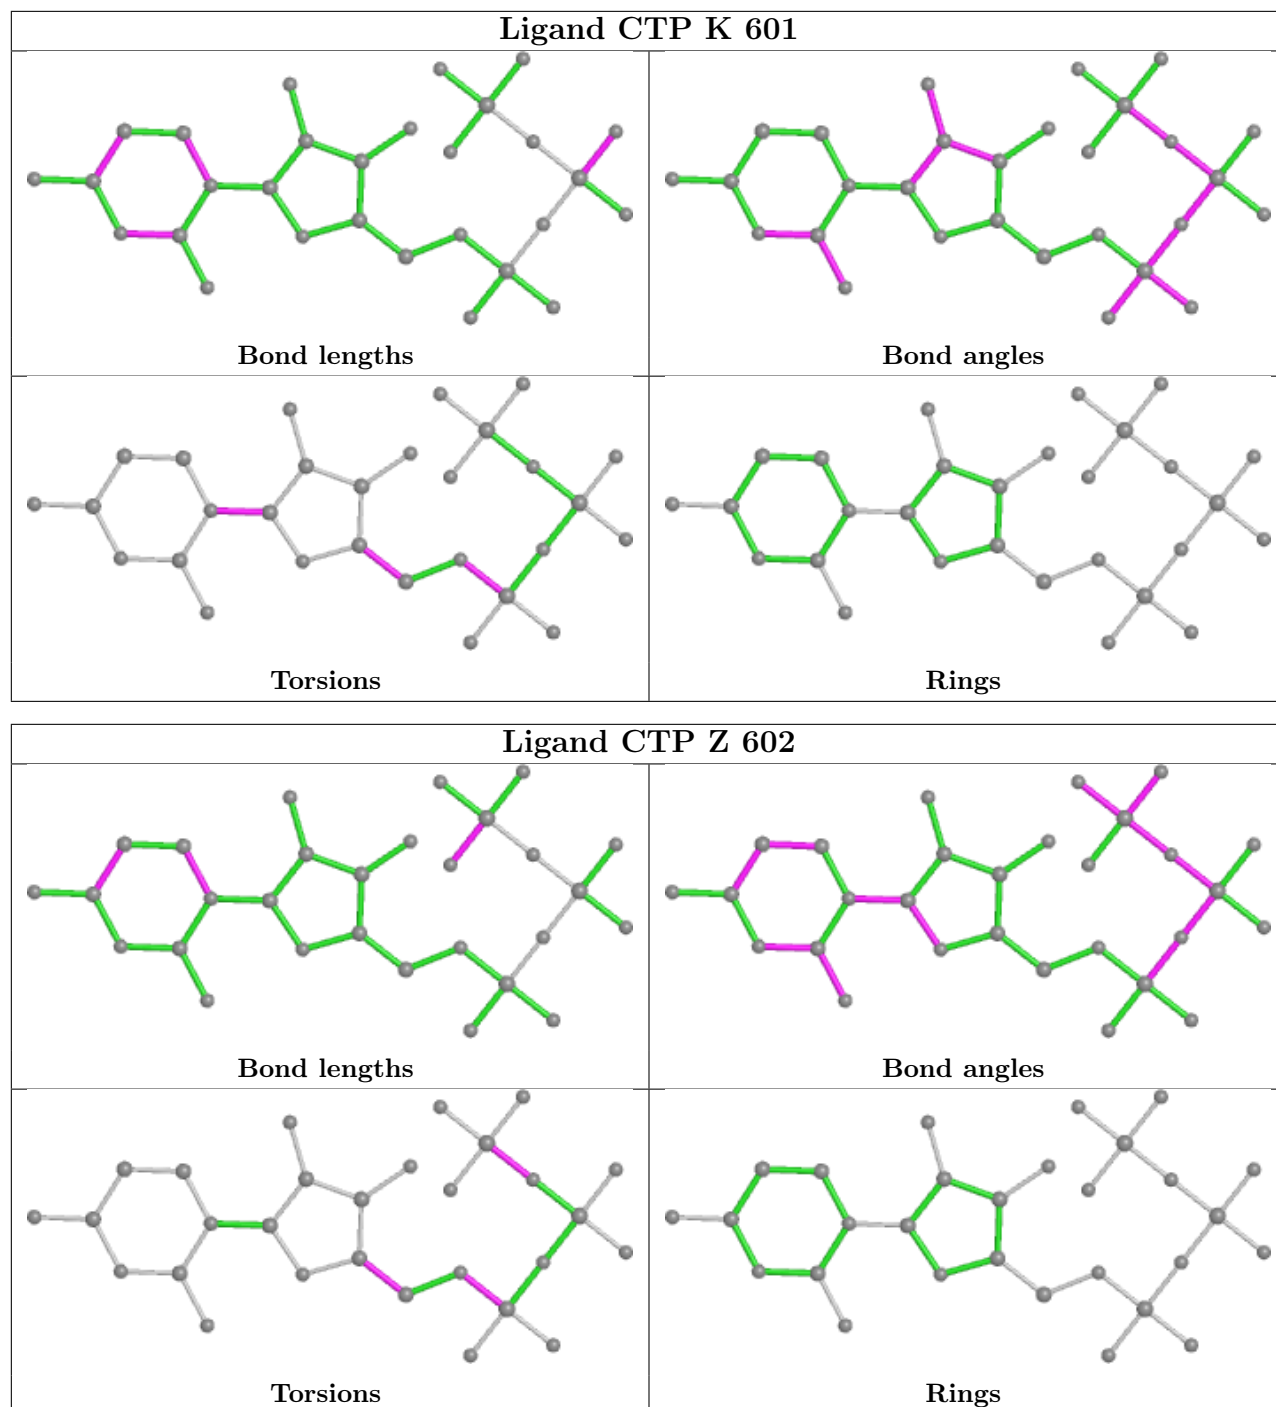 Ligand CTP K 601
Bond lengths
Bond angles
Torsions
Rings
Ligand CTP Z 602
Bond lengths
Bond angles
Torsions
Rings